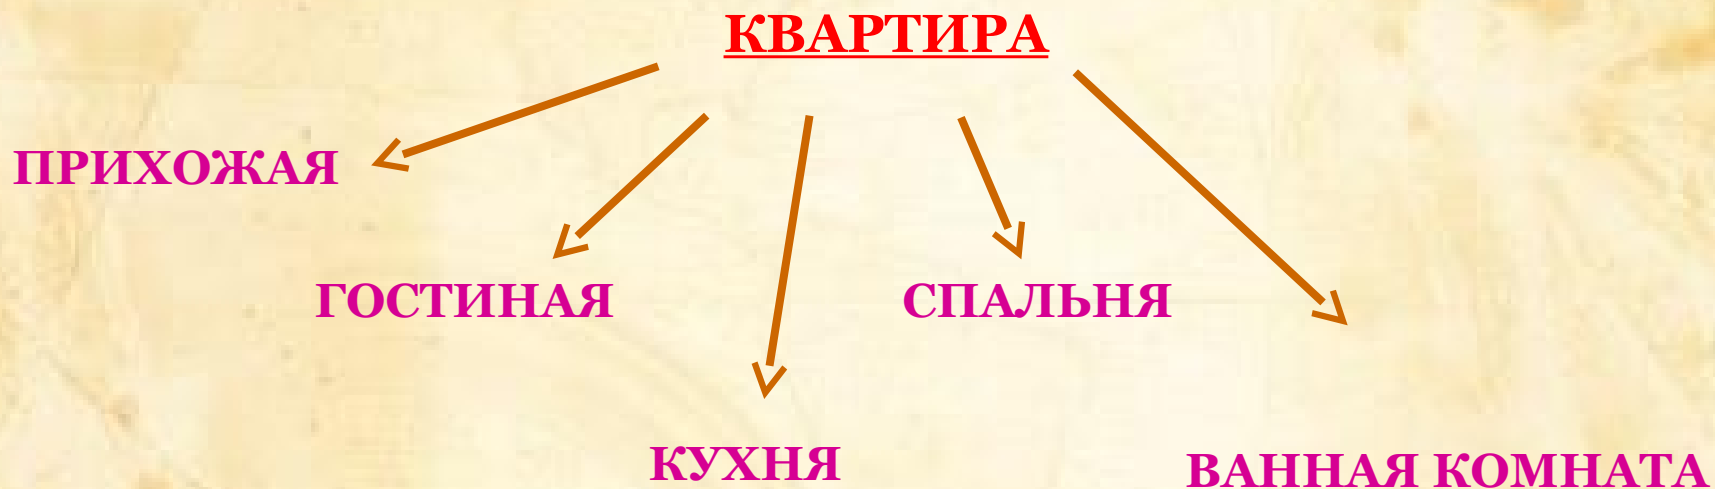 КВАРТИРА
ПРИХОЖАЯ
ГОСТИНАЯ
СПАЛЬНЯ
КУХНЯ
ВАННАЯ КОМНАТА